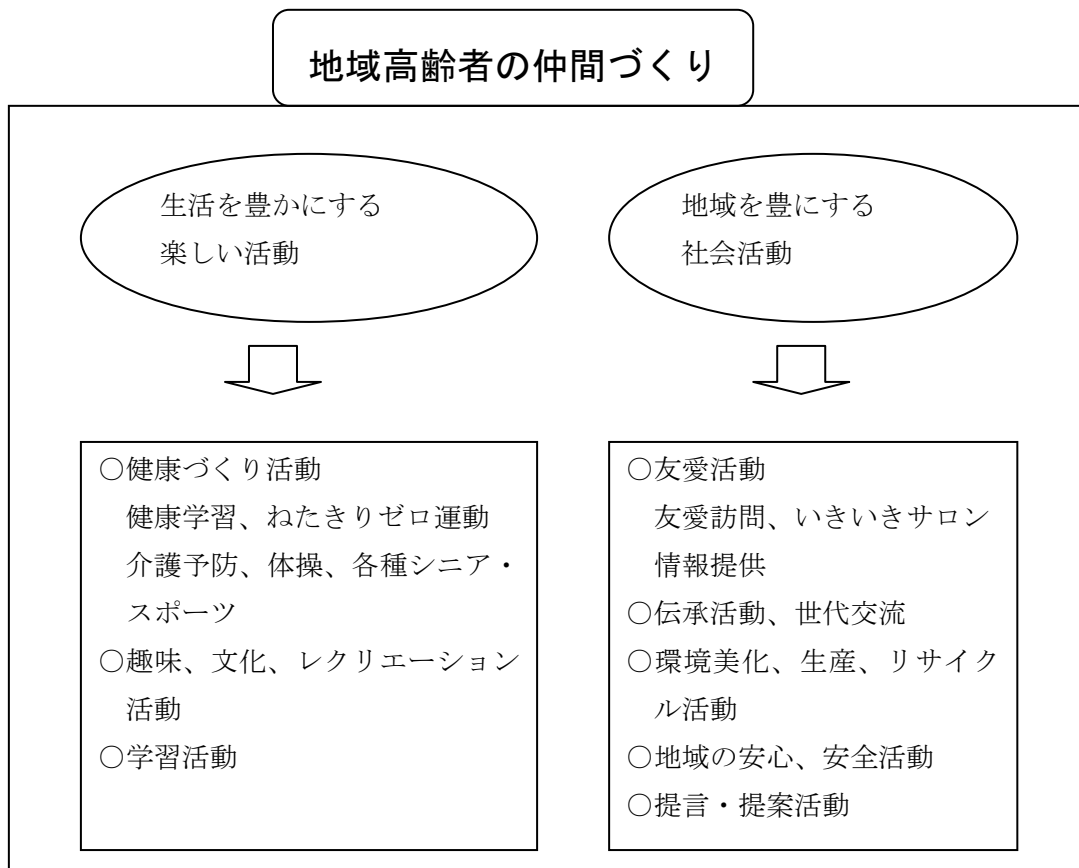 地域高齢者の仲間づくり
生活を豊かにする
楽しい活動
地域を豊にする
社会活動
○健康づくり活動
健康学習、ねたきりゼロ運動
介護予防、体操、各種シニア・
スポーツ
○趣味、文化、レクリエーション
活動
○学習活動
○友愛活動
友愛訪問、いきいきサロン
情報提供
○伝承活動、世代交流
○環境美化、生産、リサイク
ル活動
○地域の安心、安全活動
○提言・提案活動